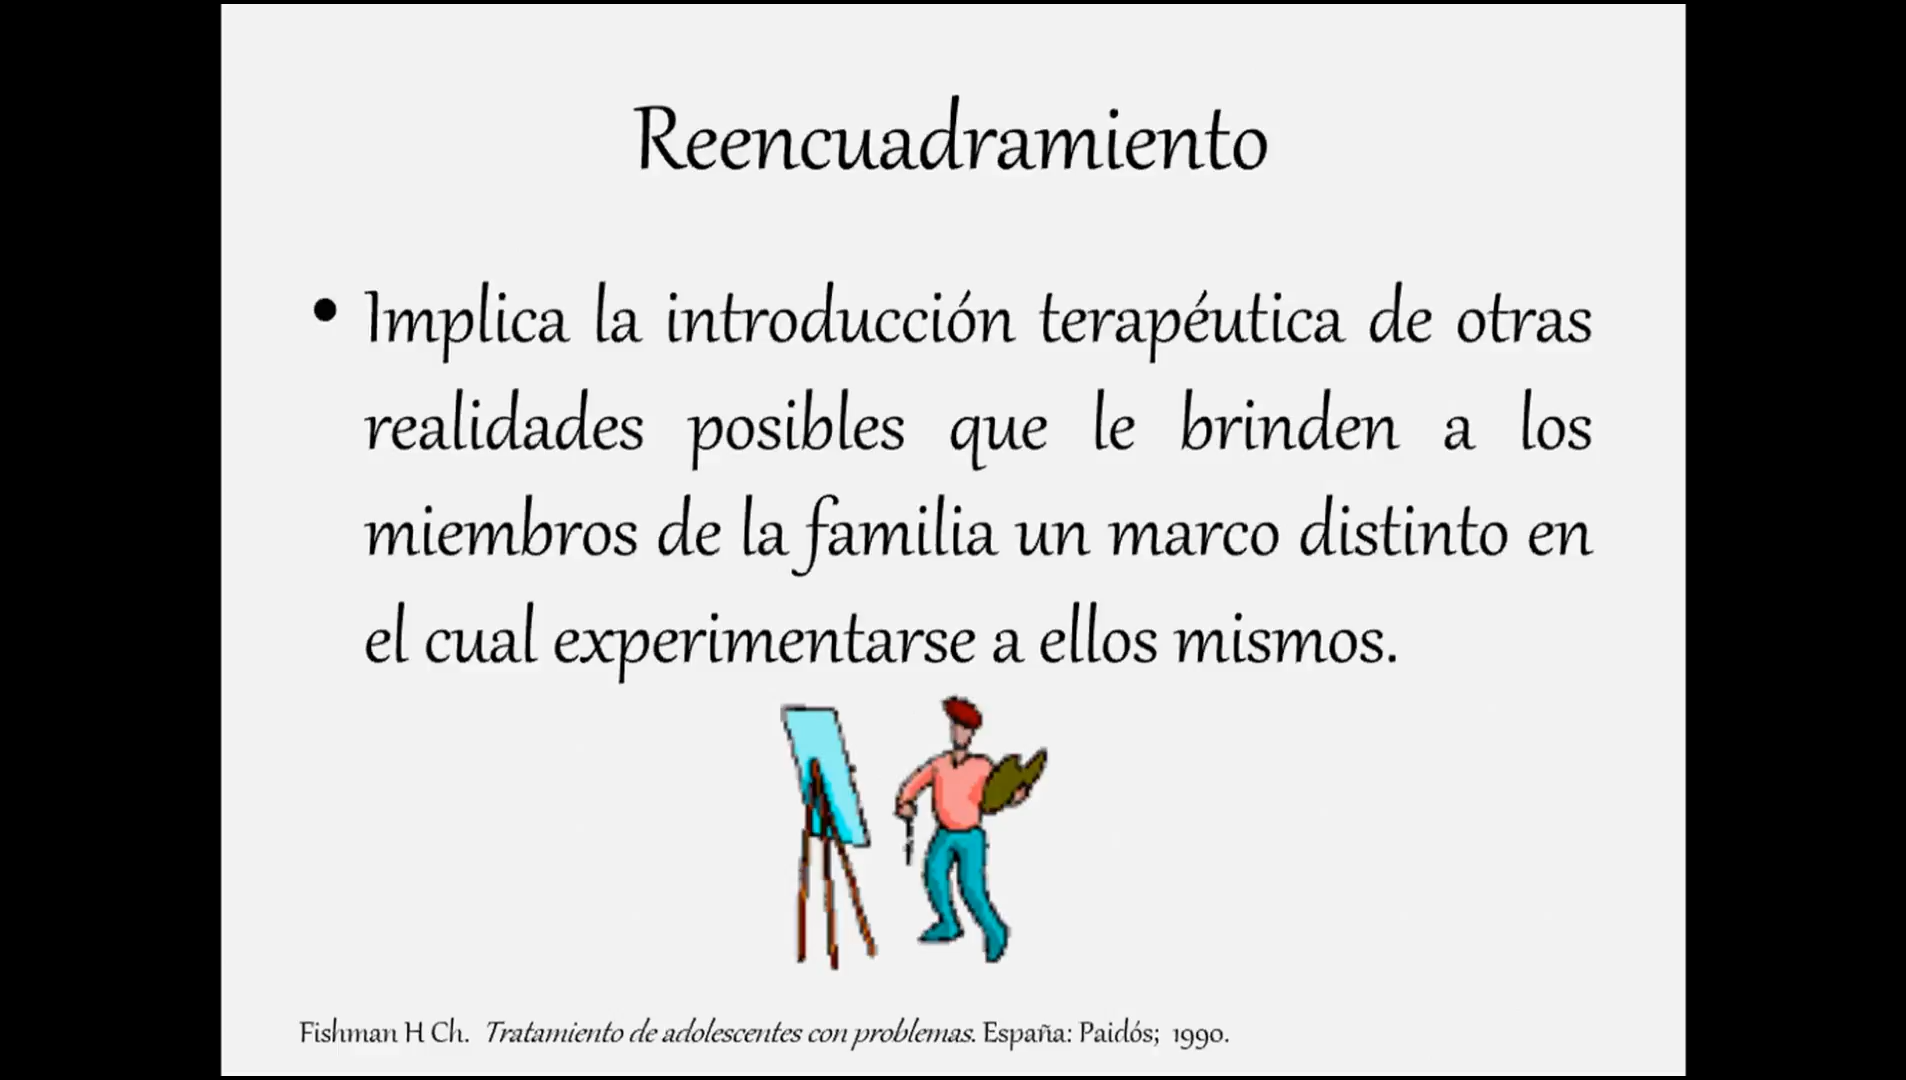 Reencuadramiento
• Implica la introducción terapéutica de otras
realidades posibles que le brinden a los
miembros de la familia un marco distinto en
el cual experimentarse a ellos mismos.
Fishman H Ch. Tratamiento de adolescentes con problemas. España: Paidós; 1990.